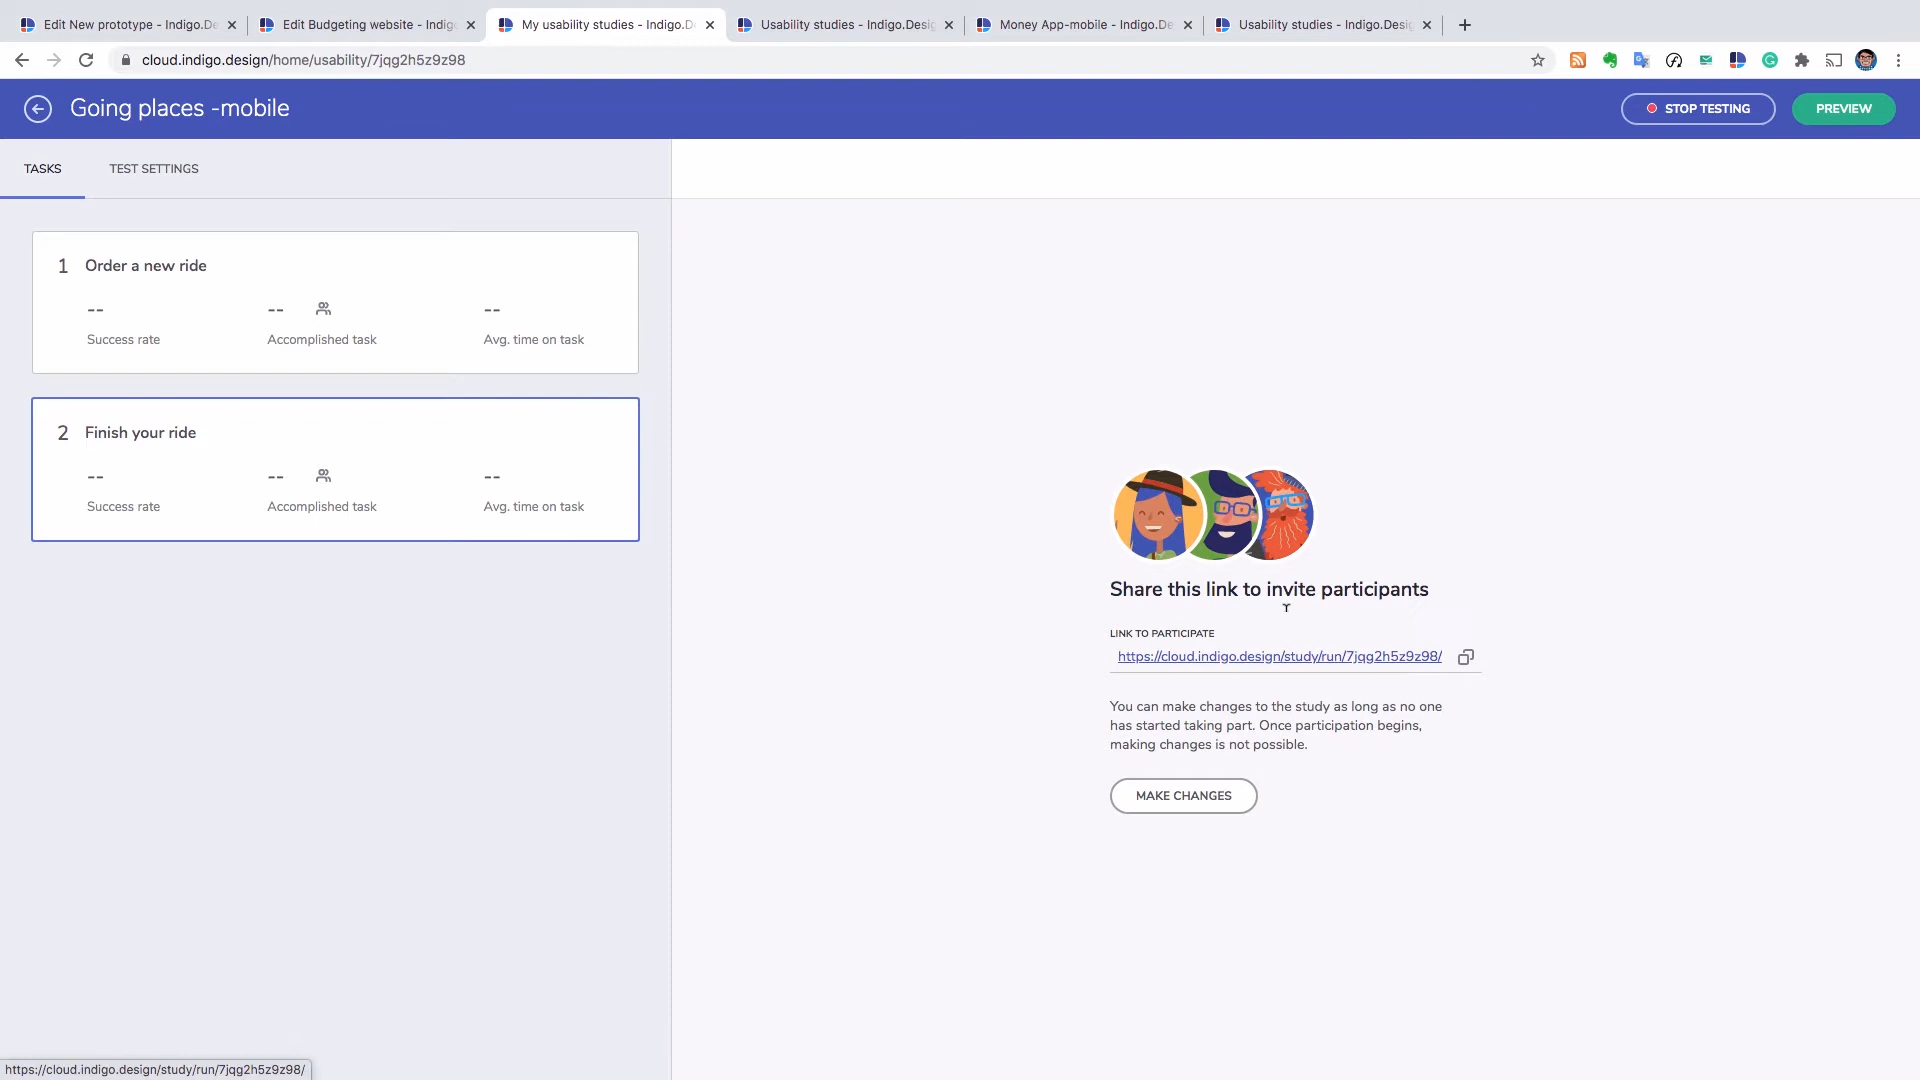 Edit New prototype - Indigo.De
Edit Budgeting website - Indig
My usability studies - Indigo.D
Usability studies - Indigo.Desig
Money App-mobile - Indigo.De
Usability studies - Indigo.Desig
cloud.indigo.design/home/usability/7jqg2h5z9z98
Going places -mobile
STOP TESTING
PREVIEW
TASKS
TEST SETTINGS
1 Order a new ride
-- -- --
Success rate Accomplished task Avg. time on task
2 Finish your ride
-- -- --
Success rate Accomplished task Avg. time on task
Share this link to invite participants
LINK TO PARTICIPATE
https://cloud.indigo.design/study/run/7jqg2h5z9z98/
You can make changes to the study as long as no one
has started taking part. Once participation begins,
making changes is not possible.
MAKE CHANGES
https://cloud.indigo.design/study/run/7jqg2h5z9z98/